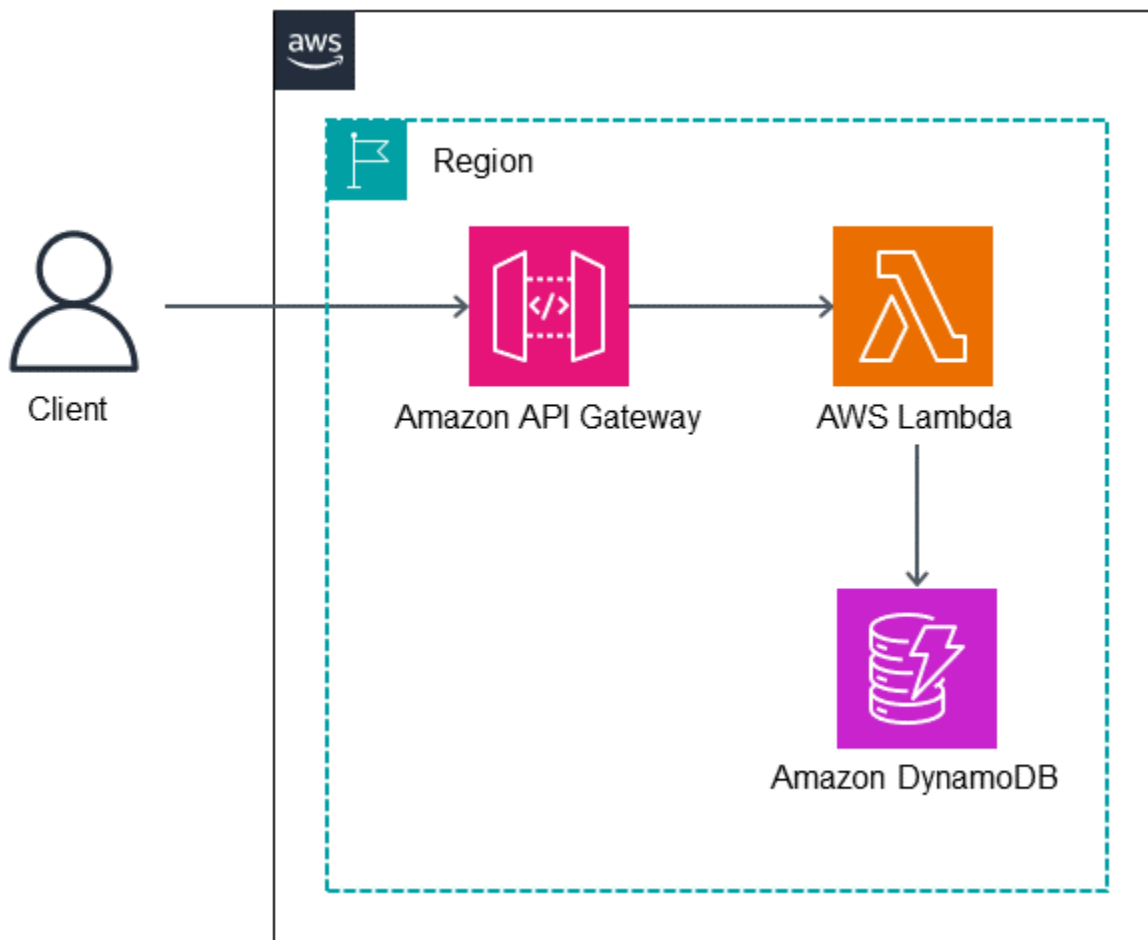 aws
Region
Client
Amazon API Gateway
AWS Lambda
Amazon DynamoDB